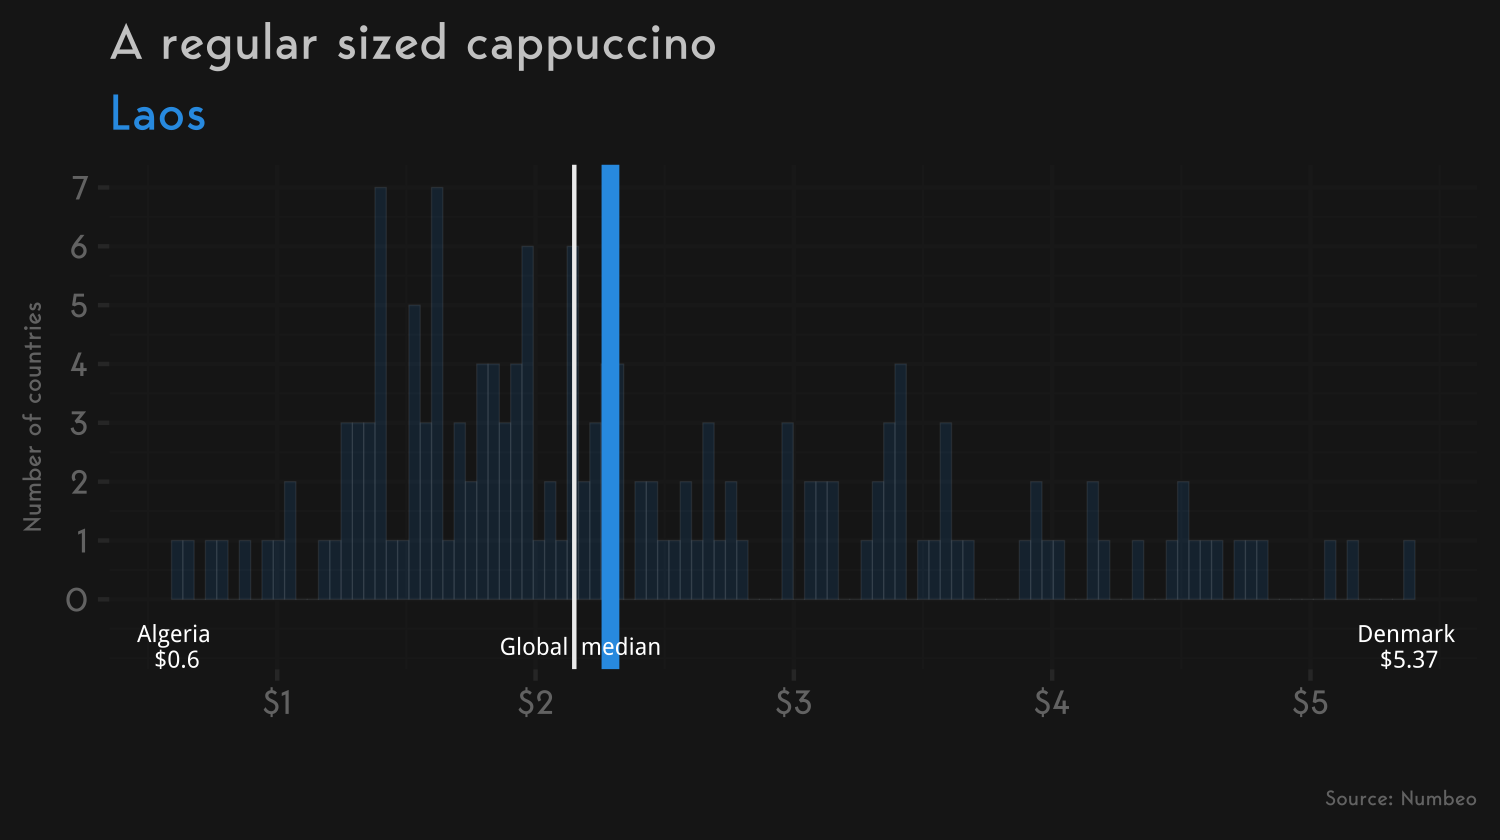 A regular sized cappuccino
Laos
Number of countries
7
6
5
4
3
2
1
0
Algeria
$0.6
Global median
Denmark
$5.37
$1 $2 $3 $4 $5
Source: Numbeo